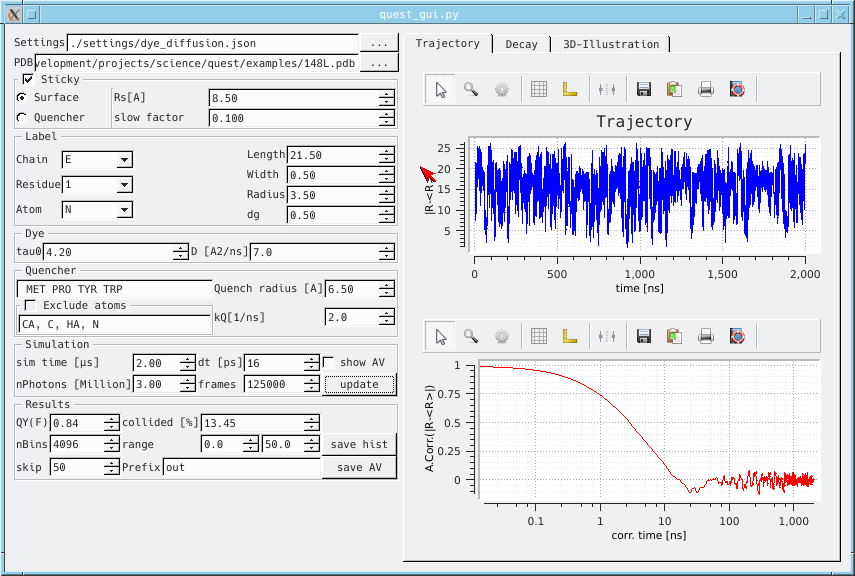 quest_gui.py
Settings ./settings/dye_diffusion.json ...
PDB velopment/projects/science/quest/examples/148L.pdb ...
Sticky
Surface Rs[A] 8.50
Quencher slow factor 0.100
Label
Chain E Length 21.50
Width 0.50
Residue 1 Radius 3.50
Atom N dg 0.50
Dye
tau0 4.20 D [A2/ns] 7.0
Quencher
MET PRO TYR TRP Quench radius [A] 6.50
Exclude atoms
CA, C, HA, N kQ[1/ns] 2.0
Simulation
sim time [µs] 2.00 dt [ps] 16 show AV
nPhotons [Million] 3.00 frames 125000 update
Results
QY(F) 0.84 collided [%] 13.45
nBins 4096 range 0.0 50.0 save hist
skip 50 Prefix out save AV
Trajectory Decay 3D-Illustration
Trajectory
|R-<R>|
25
20
15
10
5
0 500 1,000 1,500 2,000
time [ns]
A.Corr.(|R-<R>|)
1
0.75
0.5
0.25
0
0.1 1 10 100 1,000
corr. time [ns]